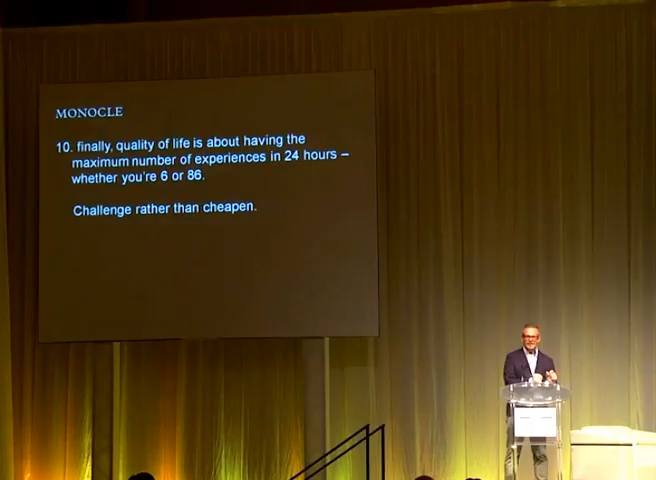 MONOCLE
10. finally, quality of life is about having the
maximum number of experiences in 24 hours –
whether you're 6 or 86.
Challenge rather than cheapen.